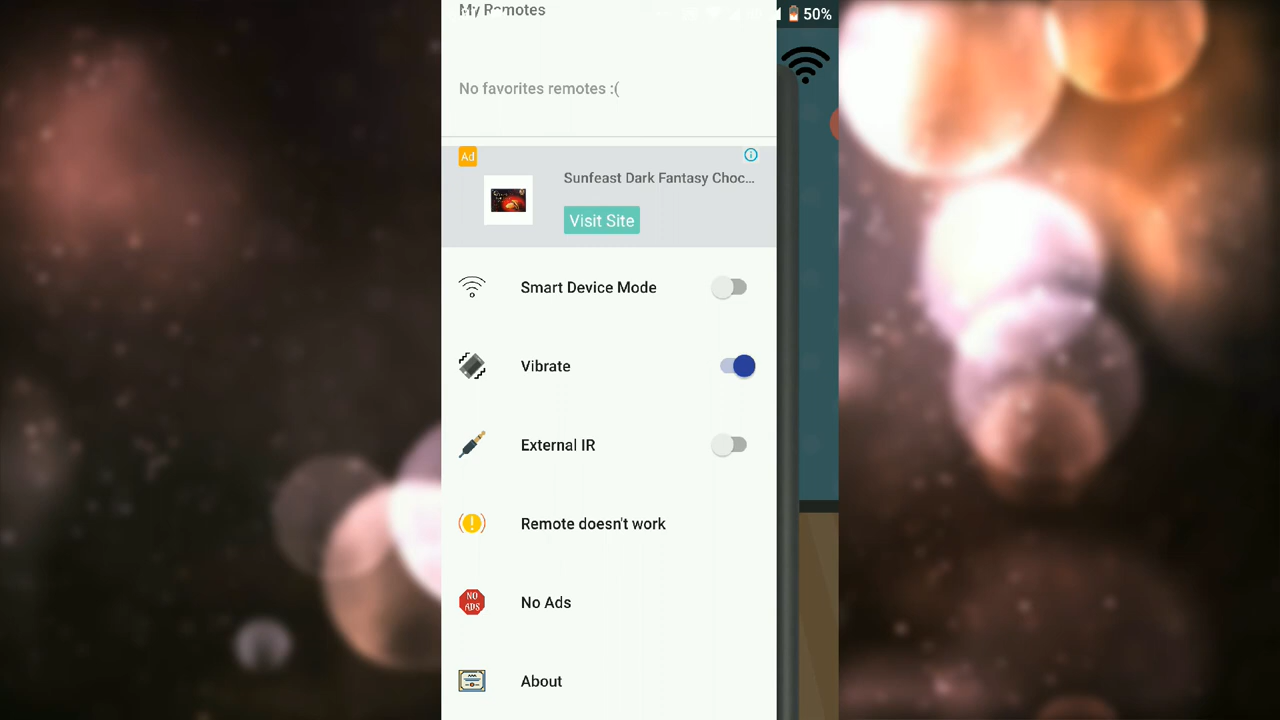 My Remotes
50%
No favorites remotes :(
Ad
Sunfeast Dark Fantasy Choc...
Visit Site
Smart Device Mode
Vibrate
External IR
Remote doesn't work
NO
ADS
No Ads
About